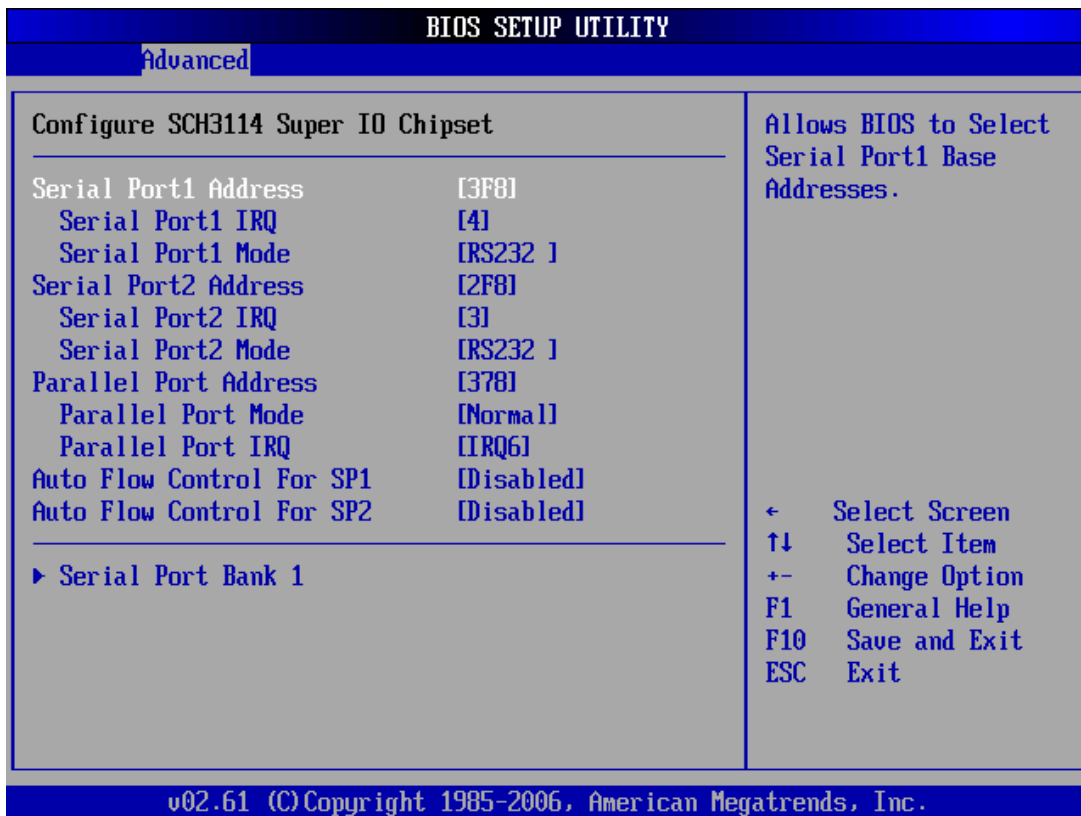 BIOS SETUP UTILITY
Advanced
Configure SCH3114 Super IO Chipset
Serial Port1 Address [3F8]
Serial Port1 IRQ [4]
Serial Port1 Mode [RS232 ]
Serial Port2 Address [2F8]
Serial Port2 IRQ [3]
Serial Port2 Mode [RS232 ]
Parallel Port Address [378]
Parallel Port Mode [Normal]
Parallel Port IRQ [IRQ6]
Auto Flow Control For SP1 [Disabled]
Auto Flow Control For SP2 [Disabled]
▶ Serial Port Bank 1
Allows BIOS to Select
Serial Port1 Base
Addresses.
← Select Screen
↑↓ Select Item
+- Change Option
F1 General Help
F10 Save and Exit
ESC Exit
v02.61 (C)Copyright 1985-2006, American Megatrends, Inc.